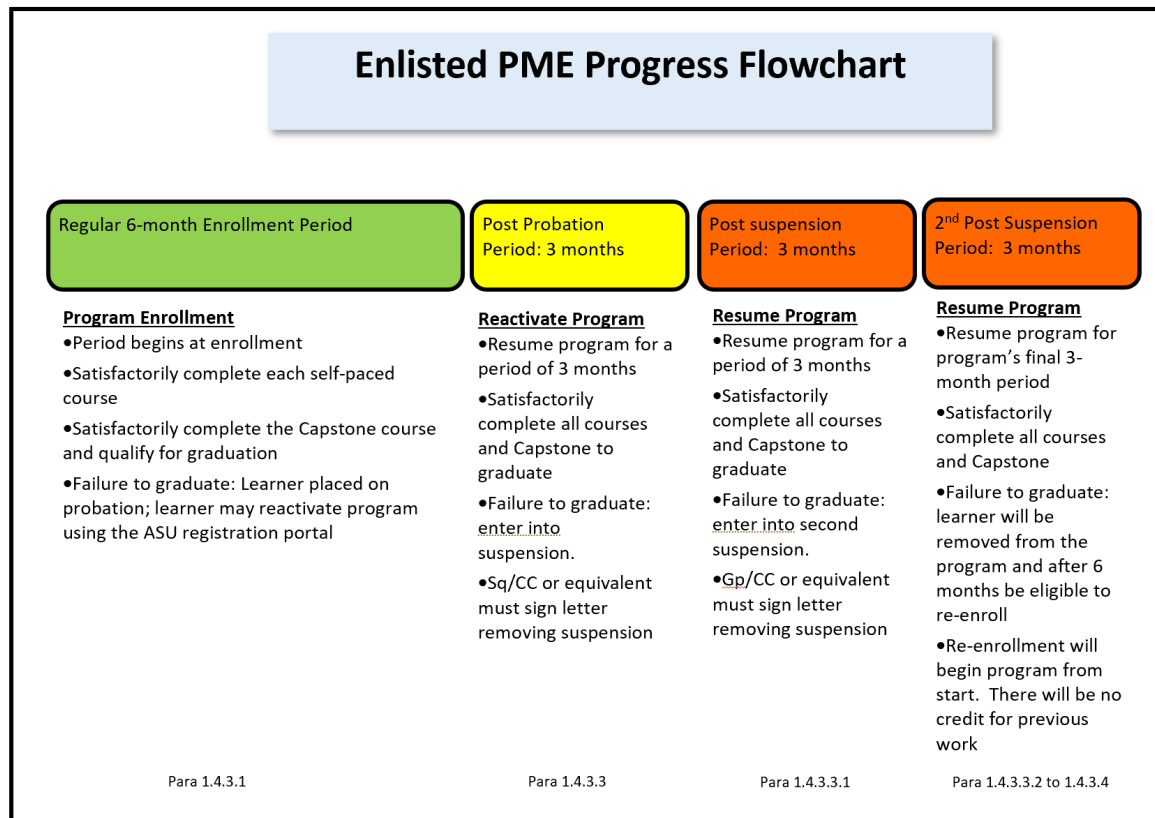 Enlisted PME Progress Flowchart
Regular 6-month Enrollment Period
Program Enrollment
•Period begins at enrollment
•Satisfactorily complete each self-paced
course
•Satisfactorily complete the Capstone course
and qualify for graduation
•Failure to graduate: Learner placed on
probation; learner may reactivate program
using the ASU registration portal
Para 1.4.3.1
Post Probation
Period: 3 months
Reactivate Program
•Resume program for a
period of 3 months
•Satisfactorily
complete all courses
and Capstone to
graduate
•Failure to graduate:
enter into
suspension.
•Sq/CC or equivalent
must sign letter
removing suspension
Para 1.4.3.3
Post suspension
Period: 3 months
Resume Program
•Resume program for a
period of 3 months
•Satisfactorily
complete all courses
and Capstone to
graduate
•Failure to graduate:
enter into second
suspension.
•Gp/CC or equivalent
must sign letter
removing suspension
Para 1.4.3.3.1
2nd Post Suspension
Period: 3 months
Resume Program
•Resume program for
program’s final 3-
month period
•Satisfactorily
complete all courses
and Capstone
•Failure to graduate:
learner will be
removed from the
program and after 6
months be eligible to
re-enroll
•Re-enrollment will
begin program from
start. There will be no
credit for previous
work
Para 1.4.3.3.2 to 1.4.3.4